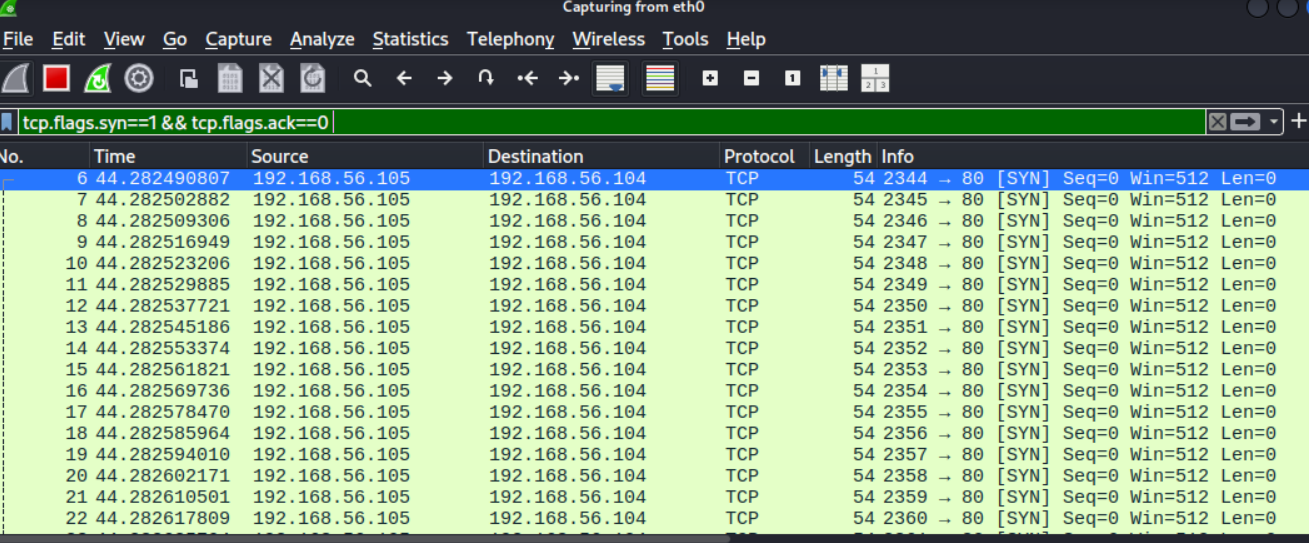 Capturing from eth0
File Edit View Go Capture Analyze Statistics Telephony Wireless Tools Help
tcp.flags.syn==1 && tcp.flags.ack==0
No. Time Source Destination Protocol Length Info
6 44.282490807 192.168.56.105 192.168.56.104 TCP 54 2344 → 80 [SYN] Seq=0 Win=512 Len=0
7 44.282502882 192.168.56.105 192.168.56.104 TCP 54 2345 → 80 [SYN] Seq=0 Win=512 Len=0
8 44.282509306 192.168.56.105 192.168.56.104 TCP 54 2346 → 80 [SYN] Seq=0 Win=512 Len=0
9 44.282516949 192.168.56.105 192.168.56.104 TCP 54 2347 → 80 [SYN] Seq=0 Win=512 Len=0
10 44.282523206 192.168.56.105 192.168.56.104 TCP 54 2348 → 80 [SYN] Seq=0 Win=512 Len=0
11 44.282529885 192.168.56.105 192.168.56.104 TCP 54 2349 → 80 [SYN] Seq=0 Win=512 Len=0
12 44.282537721 192.168.56.105 192.168.56.104 TCP 54 2350 → 80 [SYN] Seq=0 Win=512 Len=0
13 44.282545186 192.168.56.105 192.168.56.104 TCP 54 2351 → 80 [SYN] Seq=0 Win=512 Len=0
14 44.282553374 192.168.56.105 192.168.56.104 TCP 54 2352 → 80 [SYN] Seq=0 Win=512 Len=0
15 44.282561821 192.168.56.105 192.168.56.104 TCP 54 2353 → 80 [SYN] Seq=0 Win=512 Len=0
16 44.282569736 192.168.56.105 192.168.56.104 TCP 54 2354 → 80 [SYN] Seq=0 Win=512 Len=0
17 44.282578470 192.168.56.105 192.168.56.104 TCP 54 2355 → 80 [SYN] Seq=0 Win=512 Len=0
18 44.282585964 192.168.56.105 192.168.56.104 TCP 54 2356 → 80 [SYN] Seq=0 Win=512 Len=0
19 44.282594010 192.168.56.105 192.168.56.104 TCP 54 2357 → 80 [SYN] Seq=0 Win=512 Len=0
20 44.282602171 192.168.56.105 192.168.56.104 TCP 54 2358 → 80 [SYN] Seq=0 Win=512 Len=0
21 44.282610501 192.168.56.105 192.168.56.104 TCP 54 2359 → 80 [SYN] Seq=0 Win=512 Len=0
22 44.282617809 192.168.56.105 192.168.56.104 TCP 54 2360 → 80 [SYN] Seq=0 Win=512 Len=0